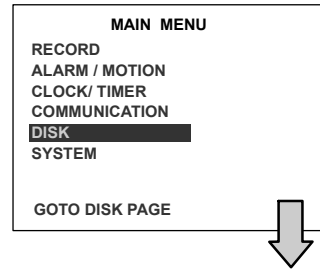 MAIN MENU
RECORD
ALARM / MOTION
CLOCK/ TIMER
COMMUNICATION
DISK
SYSTEM
GOTO DISK PAGE